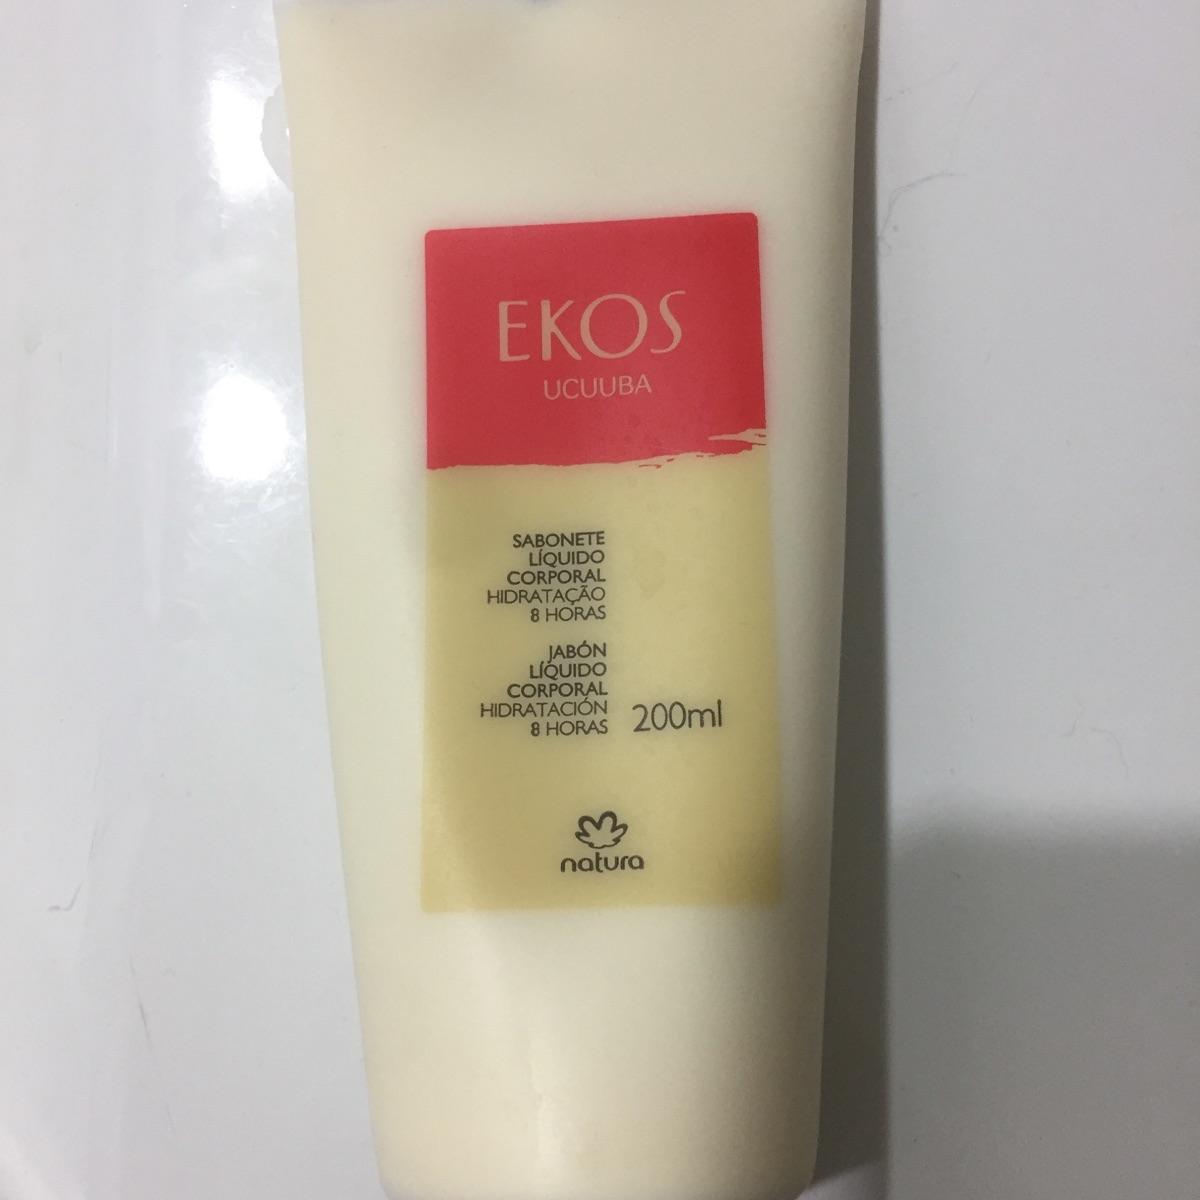 EKOS
UCUUBA
SABONETE
LÍQUIDO
CORPORAL
HIDRATAÇÃO
8 HORAS
JABÓN
LÍQUIDO
CORPORAL
HIDRATACIÓN
8 HORAS
200ml
natura